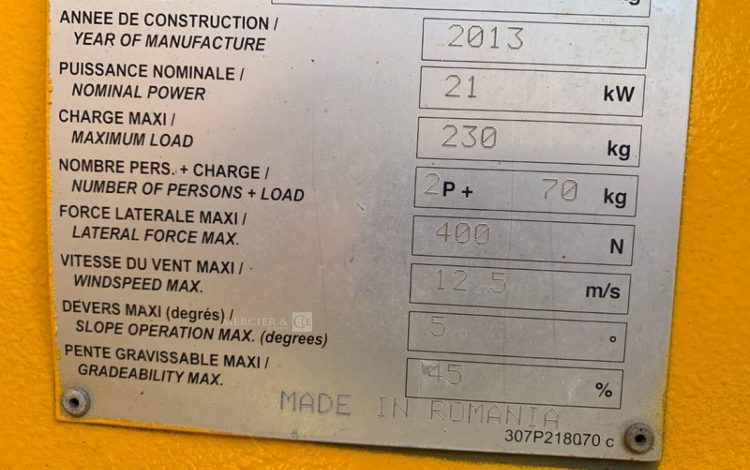 kg
ANNEE DE CONSTRUCTION /
YEAR OF MANUFACTURE
2013
PUISSANCE NOMINALE /
NOMINAL POWER
21 kW
CHARGE MAXI /
MAXIMUM LOAD
230 kg
NOMBRE PERS. + CHARGE /
NUMBER OF PERSONS + LOAD
2P + 70 kg
FORCE LATERALE MAXI /
LATERAL FORCE MAX.
400 N
VITESSE DU VENT MAXI /
WINDSPEED MAX.
12.5 m/s
DEVERS MAXI (degrés) /
SLOPE OPERATION MAX. (degrees)
5 °
MERCIER &
PENTE GRAVISSABLE MAXI /
GRADEABILITY MAX.
45 %
MADE IN ROMANIA
307P218070 c